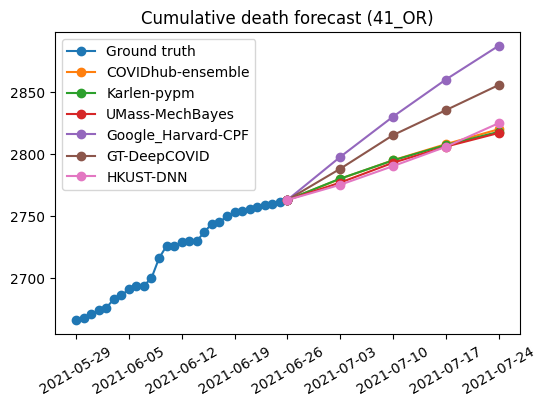 Cumulative death forecast (41_OR)
Ground truth
COVIDhub-ensemble
Karlen-pypm
UMass-MechBayes
Google_Harvard-CPF
GT-DeepCOVID
HKUST-DNN
2850
2800
2750
2700
2021-05-29 2021-06-05 2021-06-12 2021-06-19 2021-06-26 2021-07-03 2021-07-10 2021-07-17 2021-07-24